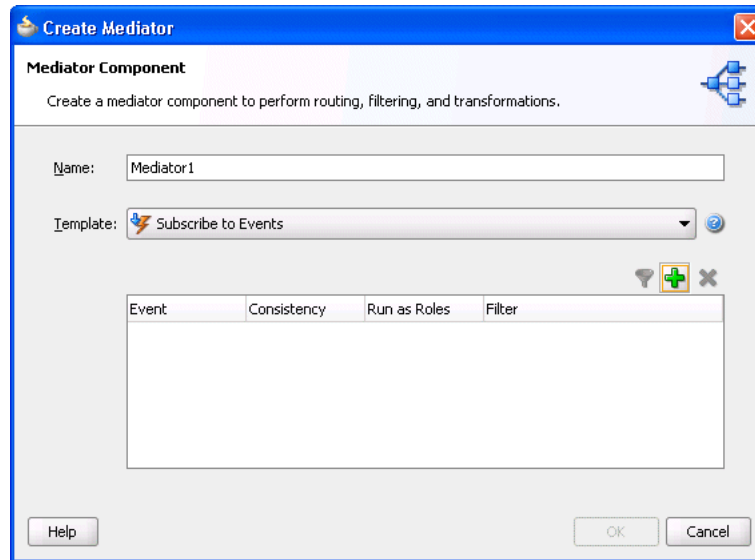 Create Mediator
Mediator Component
Create a mediator component to perform routing, filtering, and transformations.
Name: Mediator1
Template: Subscribe to Events
Event Consistency Run as Roles Filter
Help OK Cancel